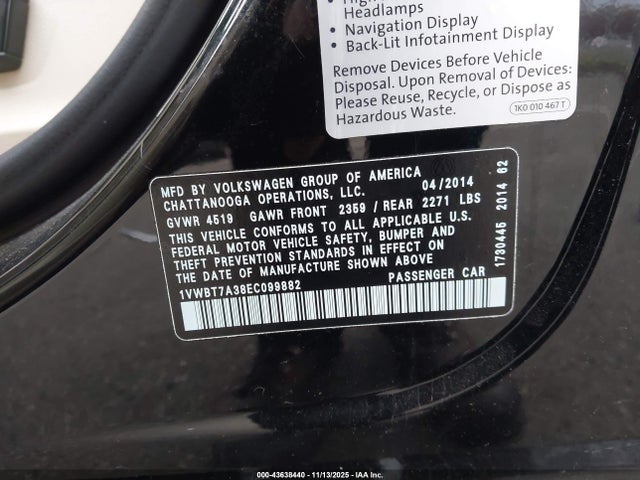 Headlamps
• Navigation Display
• Back-Lit Infotainment Display
Remove Devices Before Vehicle
Disposal. Upon Removal of Devices:
Please Reuse, Recycle, or Dispose as
Hazardous Waste.
1K0 010 467 T
MFD BY VOLKSWAGEN GROUP OF AMERICA
CHATTANOOGA OPERATIONS, LLC. 04/2014
GVWR 4519 GAWR FRONT 2359 / REAR 2271 LBS
THIS VEHICLE CONFORMS TO ALL APPLICABLE U.S.
FEDERAL MOTOR VEHICLE SAFETY, BUMPER AND
THEFT PREVENTION STANDARDS IN EFFECT ON
THE DATE OF MANUFACTURE SHOWN ABOVE
1VWBT7A38EC099882 PASSENGER CAR
1730445 2014 62
000-43638440 - 11/13/2025 - IAA Inc.